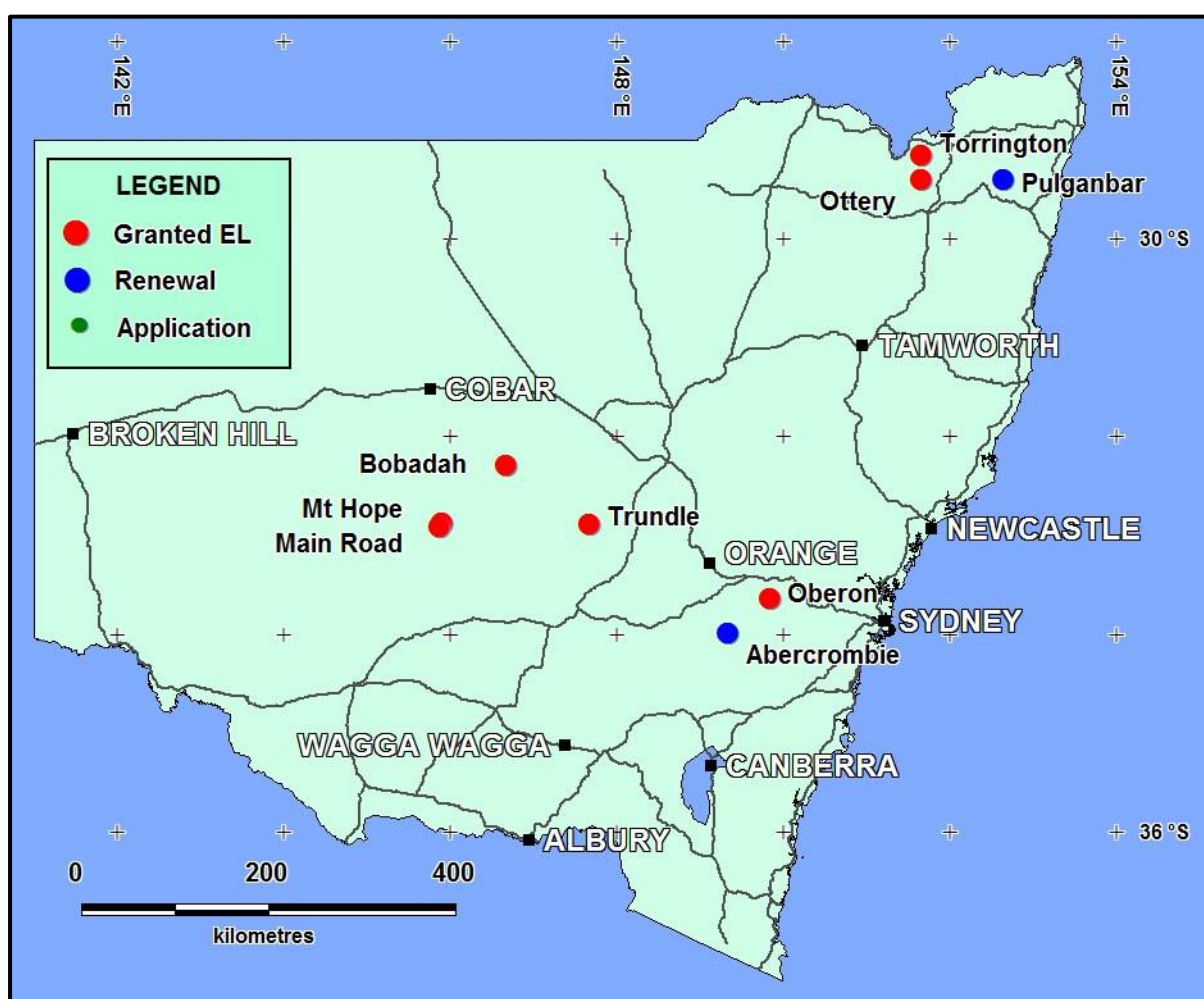 142 °E
148 °E
154 °E
LEGEND
Granted EL
Renewal
Application
Torrington
Ottery
Pulganbar
30 °S
TAMWORTH
COBAR
BROKEN HILL
Bobadah
Mt Hope
Main Road
Trundle
ORANGE
NEWCASTLE
Oberon
SYDNEY
Abercrombie
WAGGA WAGGA
CANBERRA
ALBURY
36 °S
0 200 400
kilometres